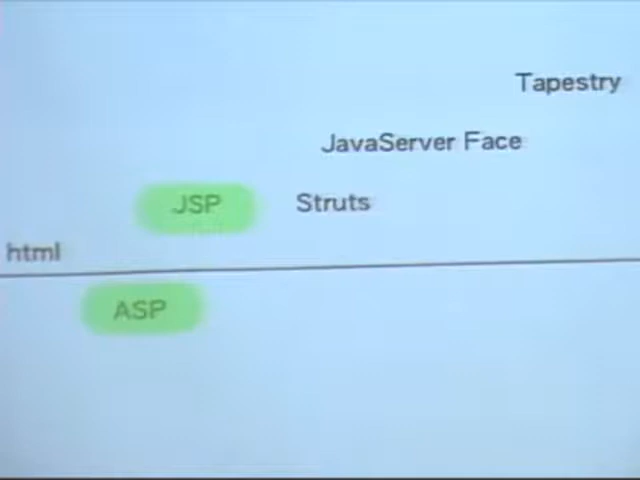 Tapestry
JavaServer Face
JSP
Struts
html
ASP